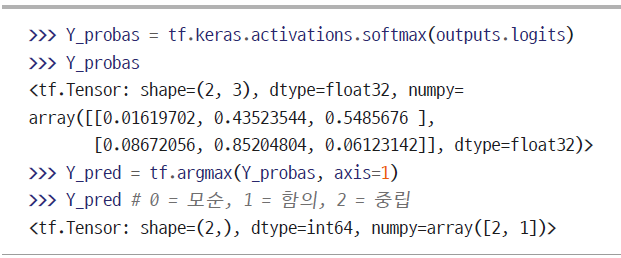 >>> Y_probas = tf.keras.activations.softmax(outputs.logits)
>>> Y_probas
<tf.Tensor: shape=(2, 3), dtype=float32, numpy=
array([[0.01619702, 0.43523544, 0.5485676 ],
       [0.08672056, 0.85204804, 0.06123142]], dtype=float32)>
>>> Y_pred = tf.argmax(Y_probas, axis=1)
>>> Y_pred # 0 = 모순, 1 = 함의, 2 = 중립
<tf.Tensor: shape=(2,), dtype=int64, numpy=array([2, 1])>